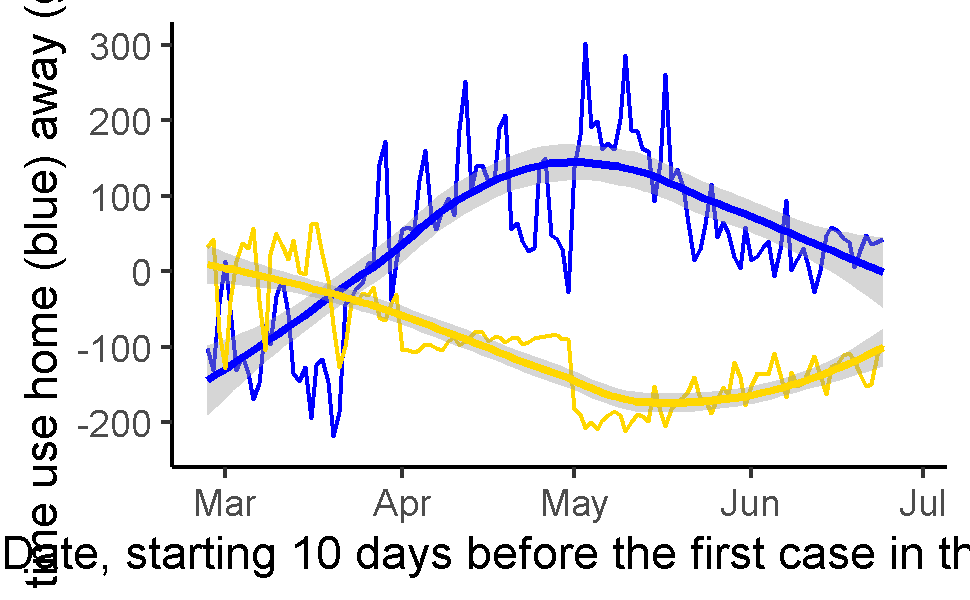 time use home (blue) away (
300
200
100
0
-100
-200
Mar Apr May Jun Jul
Date, starting 10 days before the first case in th